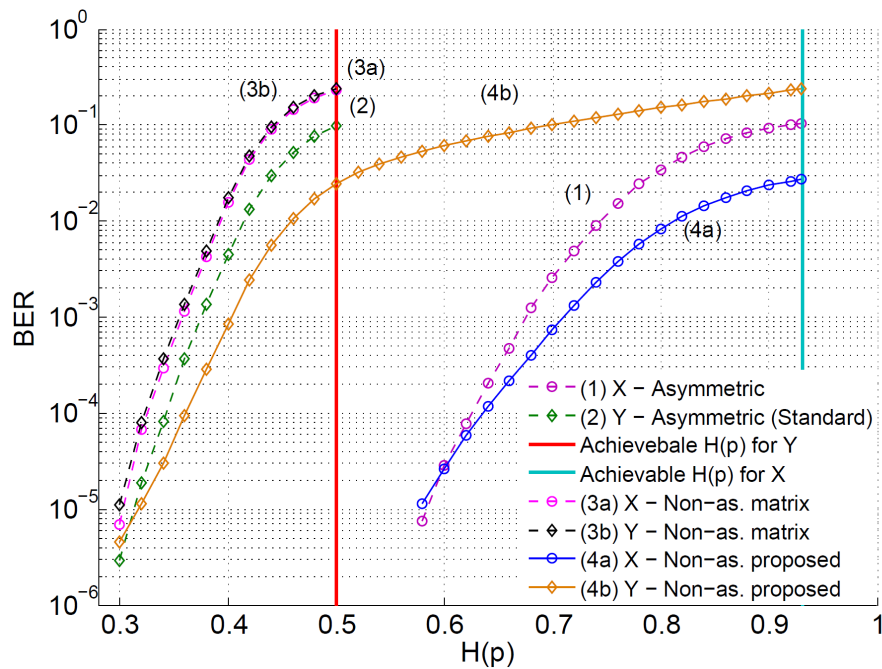 10^0
10^-1
10^-2
10^-3
10^-4
10^-5
10^-6
BER
(3a)
(3b)
(2)
(4b)
(1)
(4a)
(1) X − Asymmetric
(2) Y − Asymmetric (Standard)
Achievebale H(p) for Y
Achievable H(p) for X
(3a) X − Non−as. matrix
(3b) Y − Non−as. matrix
(4a) X − Non−as. proposed
(4b) Y − Non−as. proposed
0.3 0.4 0.5 0.6 0.7 0.8 0.9 1
H(p)